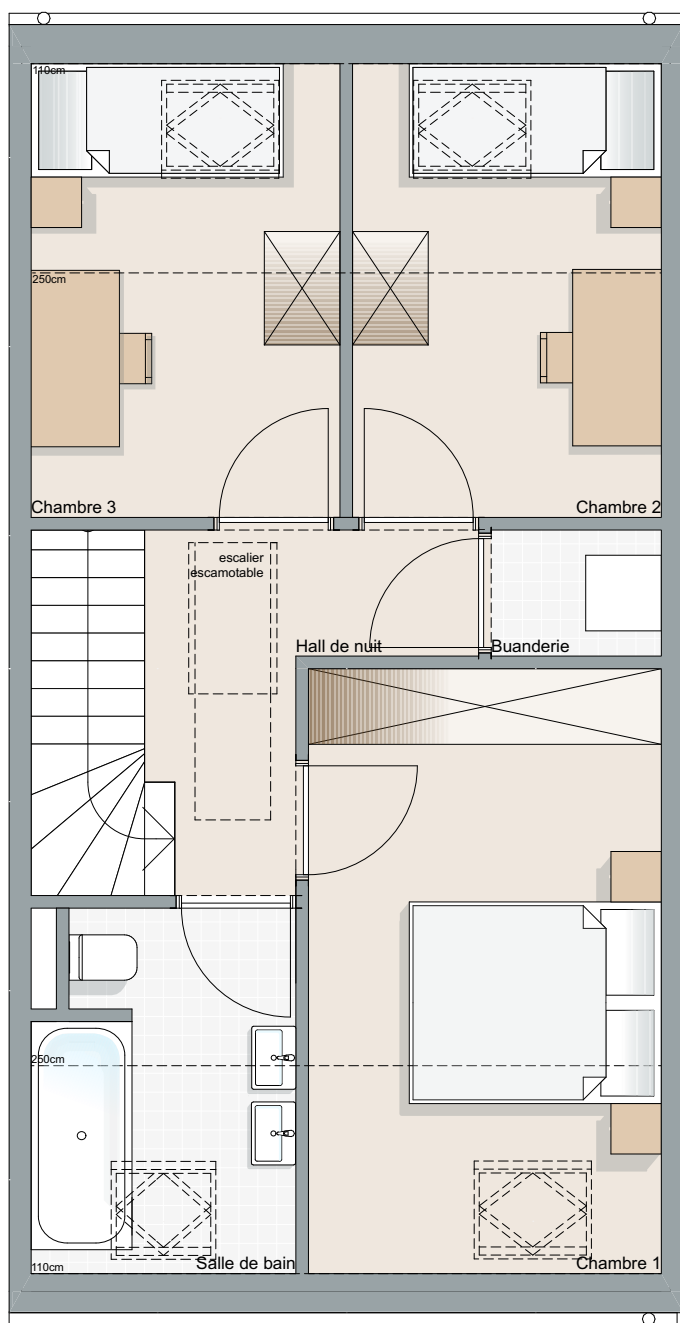 110cm
250cm
Chambre 3
Chambre 2
escalier
escamotable
Hall de nuit
Buanderie
250cm
110cm
Salle de bain
Chambre 1